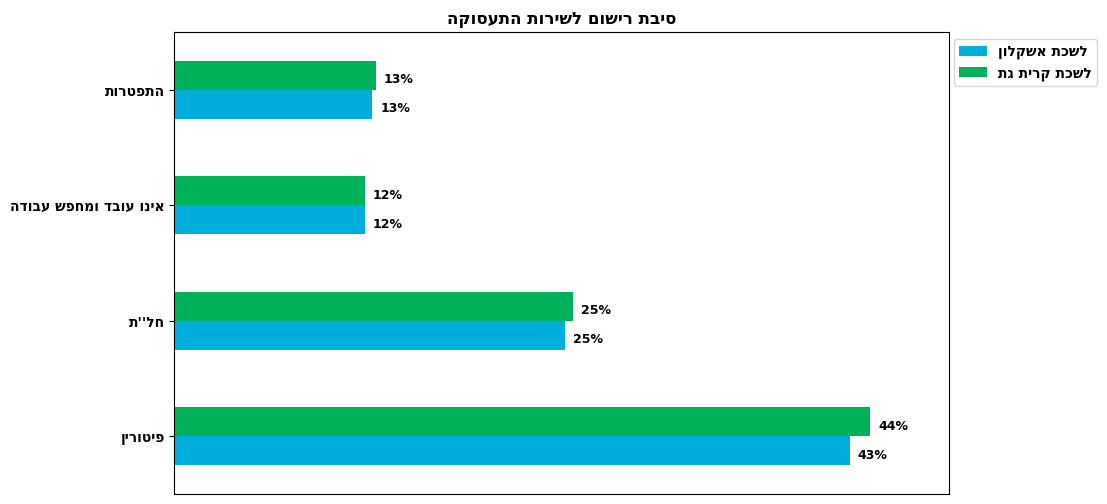 סיבת רישום לשירות התעסוקה
לשכת אשקלון
לשכת קרית גת
התפטרות
13%
13%
אינו עובד ומחפש עבודה
12%
12%
חל''ת
25%
25%
פיטורין
44%
43%